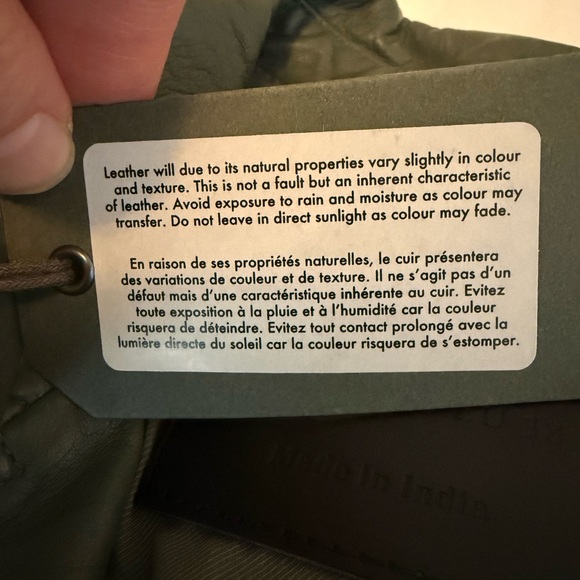 Leather will due to its natural properties vary slightly in colour
and texture. This is not a fault but an inherent characteristic
of leather. Avoid exposure to rain and moisture as colour may
transfer. Do not leave in direct sunlight as colour may fade.
En raison de ses propriétés naturelles, le cuir présentera
des variations de couleur et de texture. Il ne s'agit pas d'un
défaut mais d'une caractéristique inhérente au cuir. Evitez
toute exposition à la pluie et à l'humidité car la couleur
risquera de déteindre. Evitez tout contact prolongé avec la
lumière directe du soleil car la couleur risquera de s'estomper.